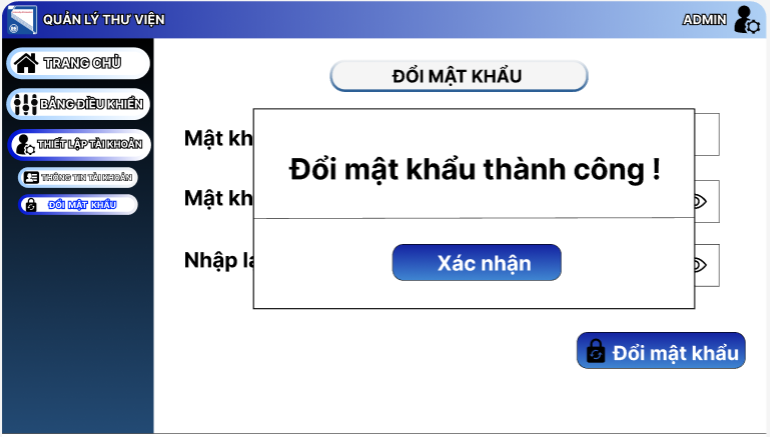 QUẢN LÝ THƯ VIỆN
ADMIN
TRANG CHỦ
BẢNG ĐIỀU KHIỂN
THIẾT LẬP TÀI KHOẢN
THÔNG TIN TÀI KHOẢN
ĐỔI MẬT KHẨU
ĐỔI MẬT KHẨU
Mật kh
Mật kh
Nhập lạ
Đổi mật khẩu thành công !
Xác nhận
Đổi mật khẩu